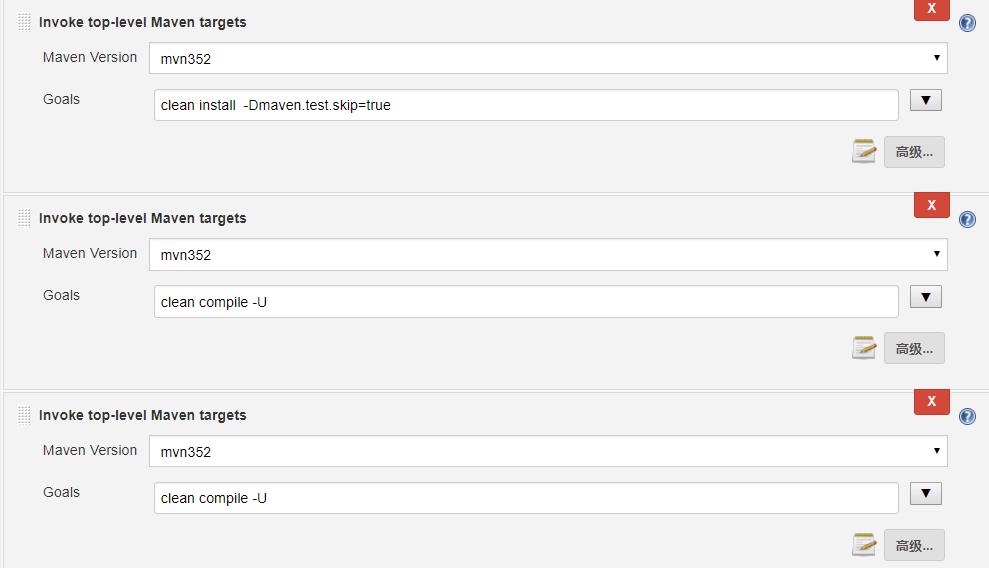 X
Invoke top-level Maven targets
Maven Version mvn352
Goals clean install  -Dmaven.test.skip=true
高级...
X
Invoke top-level Maven targets
Maven Version mvn352
Goals clean compile -U
高级...
X
Invoke top-level Maven targets
Maven Version mvn352
Goals clean compile -U
高级...